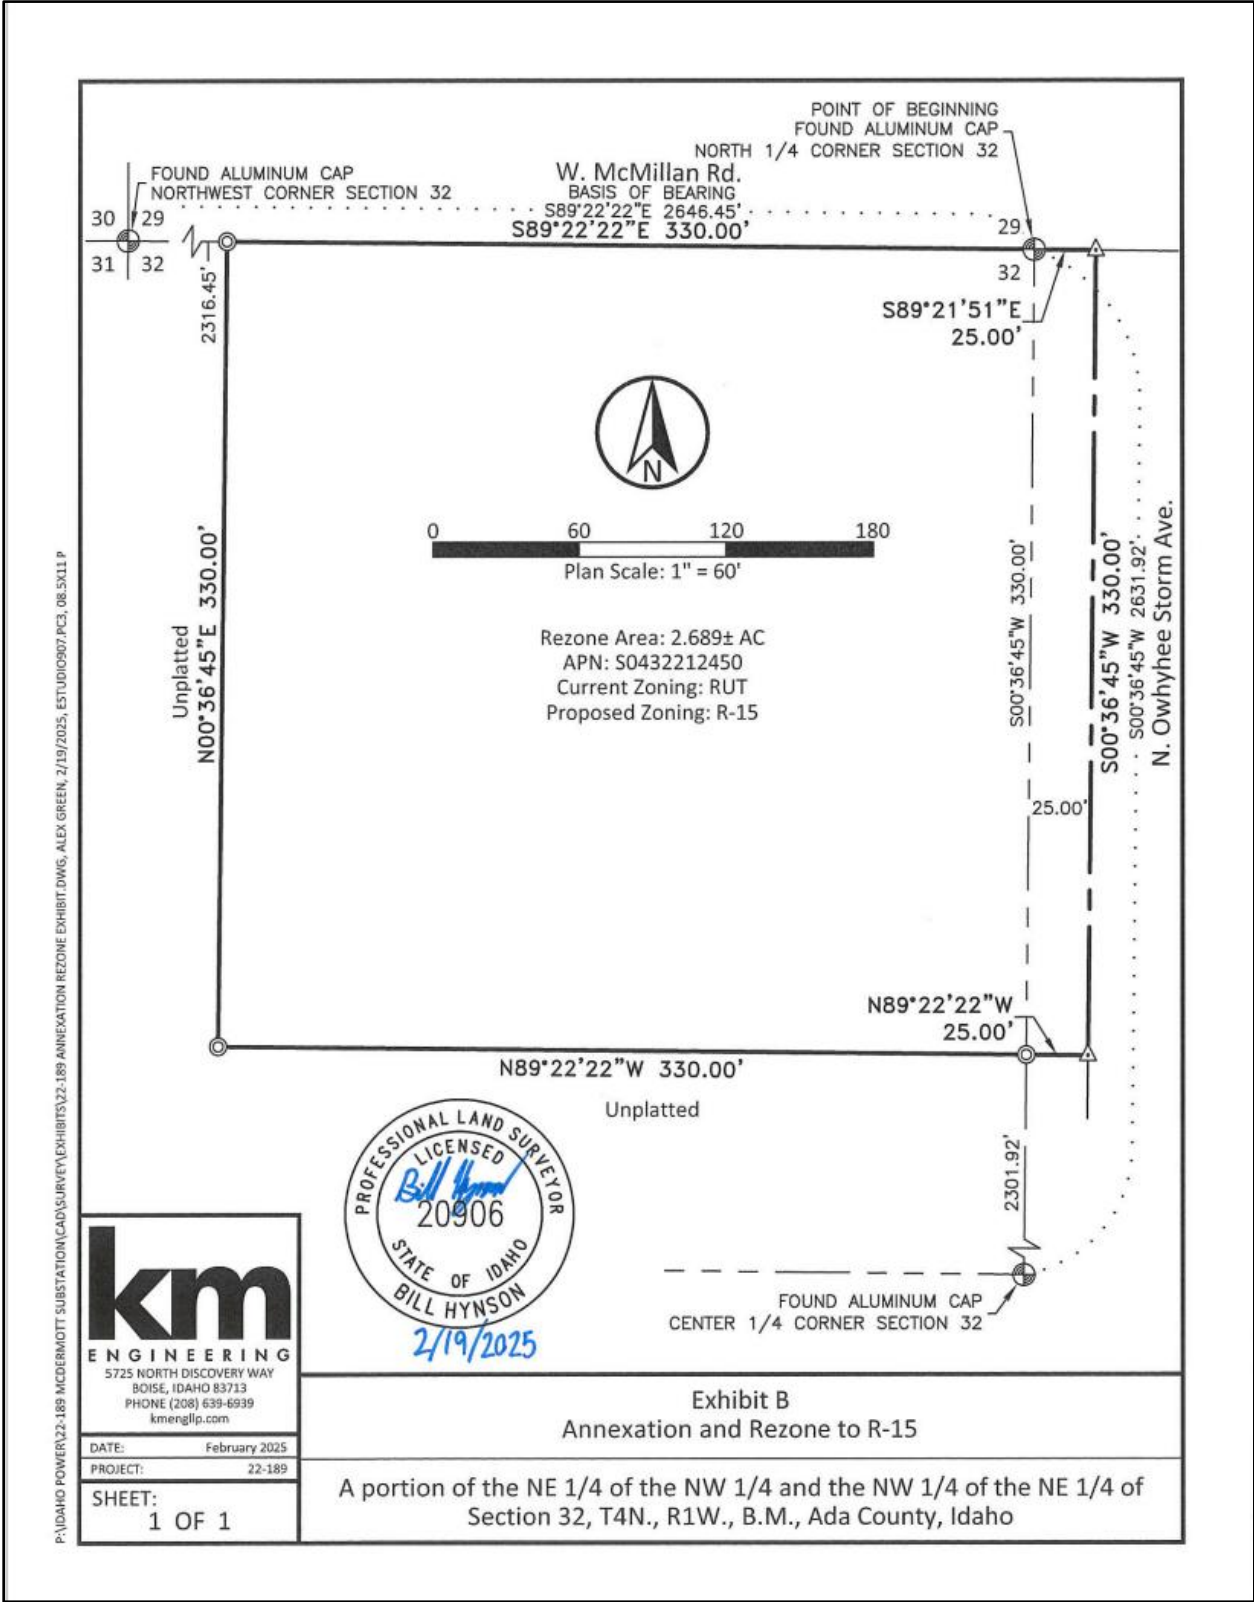 POINT OF BEGINNING
FOUND ALUMINUM CAP
NORTH 1/4 CORNER SECTION 32
FOUND ALUMINUM CAP
NORTHWEST CORNER SECTION 32
W. McMillan Rd.
BASIS OF BEARING
S89°22'22"E 2646.45'
S89°22'22"E 330.00'
30 29
31 32
29
32
2316.45'
S89°21'51"E
25.00'
N
0 60 120 180
Plan Scale: 1" = 60'
Rezone Area: 2.689± AC
APN: S0432212450
Current Zoning: RUT
Proposed Zoning: R-15
Unplatted
N00°36'45"E 330.00'
S00°36'45"W 330.00'
S00°36'45"W 330.00'
S00°36'45"W 2631.92'
N. Owhyhee Storm Ave.
25.00'
N89°22'22"W
25.00'
N89°22'22"W 330.00'
Unplatted
2301.92'
PROFESSIONAL LAND SURVEYOR
LICENSED
Bill Hynson
20906
STATE OF IDAHO
BILL HYNSON
2/19/2025
FOUND ALUMINUM CAP
CENTER 1/4 CORNER SECTION 32
P:\IDAHO POWER\22-189 MCDERMOTT SUBSTATION\CAD\SURVEY\EXHIBITS\22-189 ANNEXATION REZONE EXHIBIT.DWG, ALEX GREEN, 2/19/2025, ESTUDIO907.PC3, 08.5X11 P
km
ENGINEERING
5725 NORTH DISCOVERY WAY
BOISE, IDAHO 83713
PHONE (208) 639-6939
kmengllp.com
DATE: February 2025
PROJECT: 22-189
SHEET:
1 OF 1
Exhibit B
Annexation and Rezone to R-15
A portion of the NE 1/4 of the NW 1/4 and the NW 1/4 of the NE 1/4 of
Section 32, T4N., R1W., B.M., Ada County, Idaho